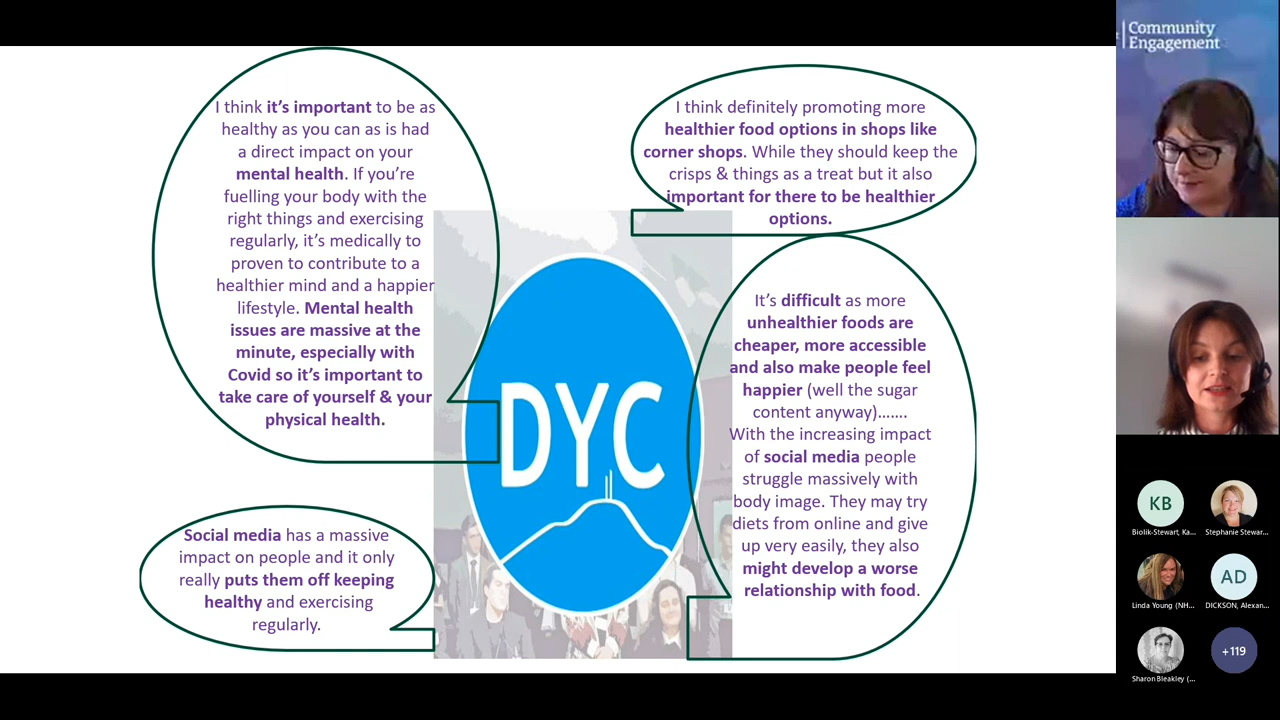 I think it's important to be as
healthy as you can as is had
a direct impact on your
mental health. If you're
fuelling your body with the
right things and exercising
regularly, it's medically to
proven to contribute to a
healthier mind and a happier
lifestyle. Mental health
issues are massive at the
minute, especially with
Covid so it's important to
take care of yourself & your
physical health.
I think definitely promoting more
healthier food options in shops like
corner shops. While they should keep the
crisps & things as a treat but it also
important for there to be healthier
options.
It's difficult as more
unhealthier foods are
cheaper, more accessible
and also make people feel
happier (well the sugar
content anyway).......
With the increasing impact
of social media people
struggle massively with
body image. They may try
diets from online and give
up very easily, they also
might develop a worse
relationship with food.
Social media has a massive
impact on people and it only
really puts them off keeping
healthy and exercising
regularly.
DYC
Community
Engagement
KB
Biolik-Stewart, Ka...
Stephanie Stewar...
Linda Young (NH...
AD
DICKSON, Alexan...
Sharon Bleakley (...
+119